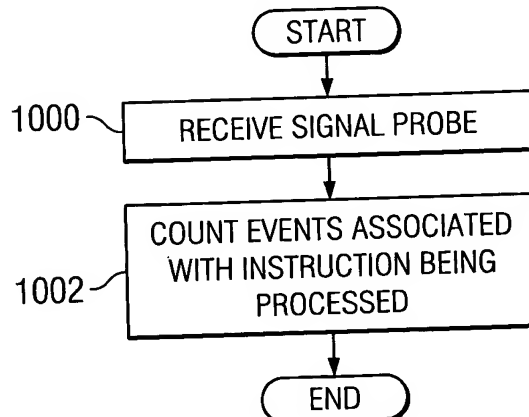 START
1000
RECEIVE SIGNAL PROBE
COUNT EVENTS ASSOCIATED
WITH INSTRUCTION BEING
PROCESSED
1002
END